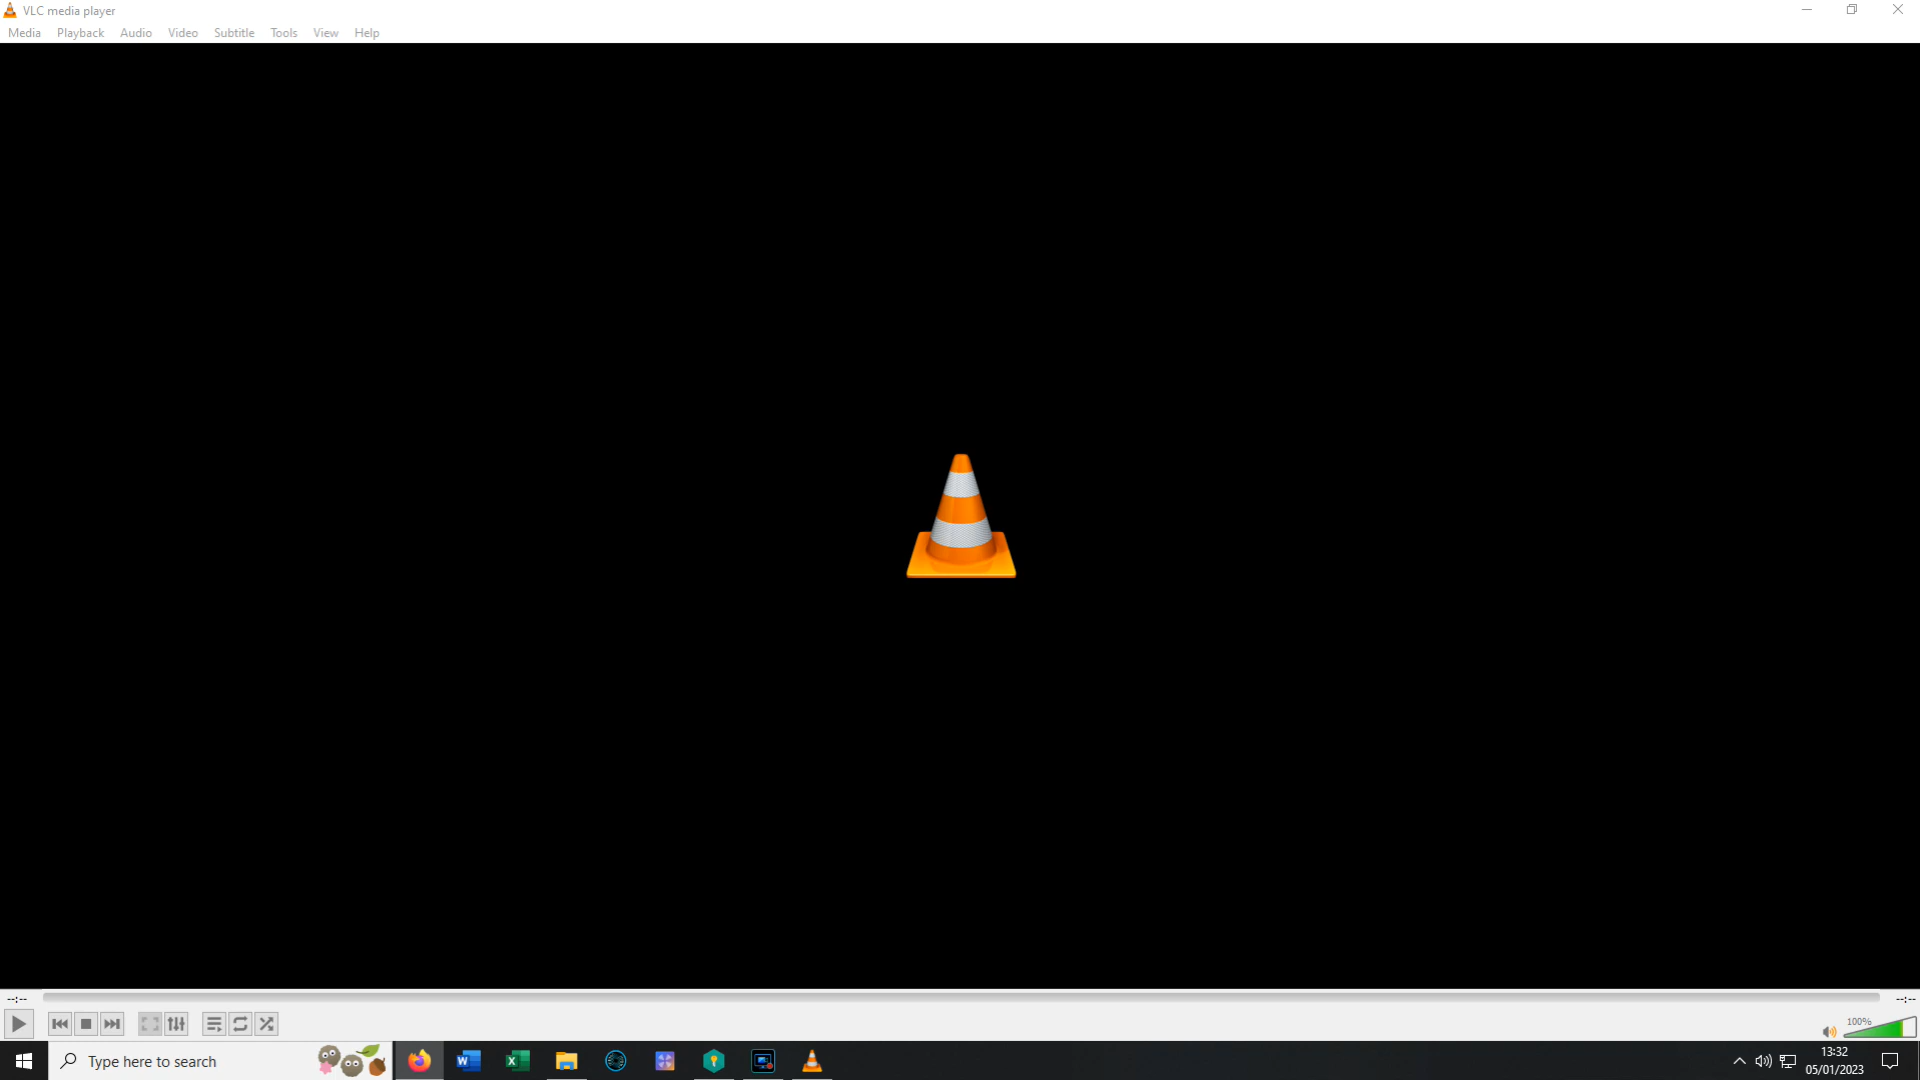 VLC media player
Media Playback Audio Video Subtitle Tools View Help
--:-- --:--
100%
Type here to search
13:32
05/01/2023